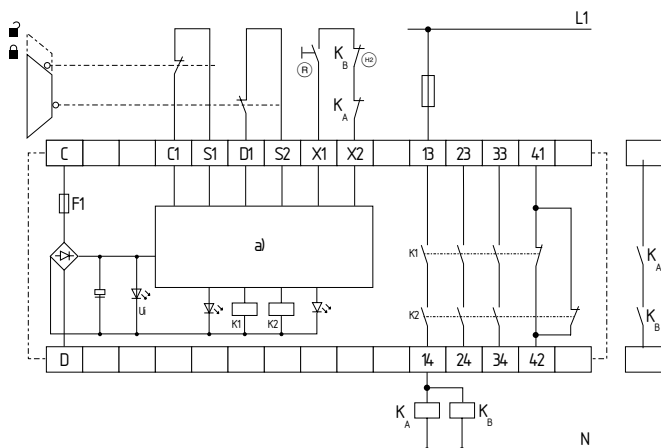 L1
K B H2
R
K A
C C1 S1 D1 S2 X1 X2 13 23 33 41
F1
a)
K1
K A
Ui
K1 K2
K2
K B
D 14 24 34 42
K A K B
N